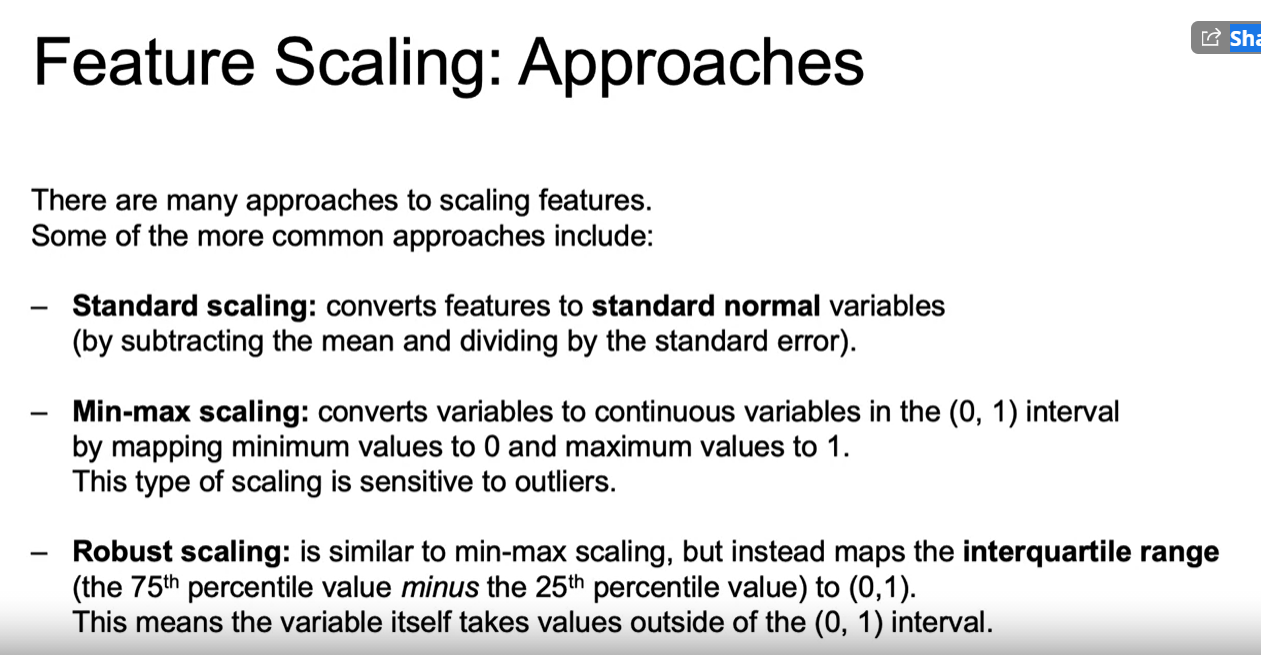 Feature Scaling: Approaches
Sha
There are many approaches to scaling features.
Some of the more common approaches include:
– Standard scaling: converts features to standard normal variables
(by subtracting the mean and dividing by the standard error).
– Min-max scaling: converts variables to continuous variables in the (0, 1) interval
by mapping minimum values to 0 and maximum values to 1.
This type of scaling is sensitive to outliers.
– Robust scaling: is similar to min-max scaling, but instead maps the interquartile range
(the 75th percentile value minus the 25th percentile value) to (0,1).
This means the variable itself takes values outside of the (0, 1) interval.